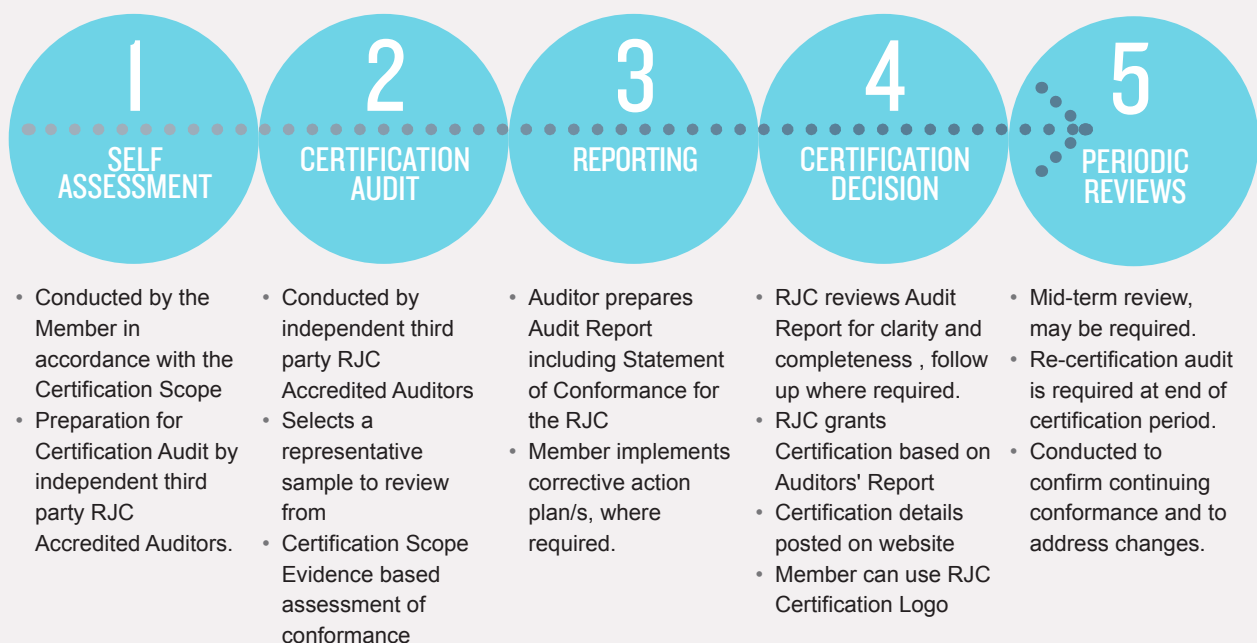 1
SELF
ASSESSMENT
• Conducted by the
Member in
accordance with the
Certification Scope
• Preparation for
Certification Audit by
independent third
party RJC
Accredited Auditors.
2
CERTIFICATION
AUDIT
• Conducted by
independent third
party RJC
Accredited Auditors
• Selects a
representative
sample to review
from
• Certification Scope
Evidence based
assessment of
conformance
3
REPORTING
• Auditor prepares
Audit Report
including Statement
of Conformance for
the RJC
• Member implements
corrective action
plan/s, where
required.
4
CERTIFICATION
DECISION
• RJC reviews Audit
Report for clarity and
completeness , follow
up where required.
• RJC grants
Certification based on
Auditors' Report
• Certification details
posted on website
• Member can use RJC
Certification Logo
5
PERIODIC
REVIEWS
• Mid-term review,
may be required.
• Re-certification audit
is required at end of
certification period.
• Conducted to
confirm continuing
conformance and to
address changes.